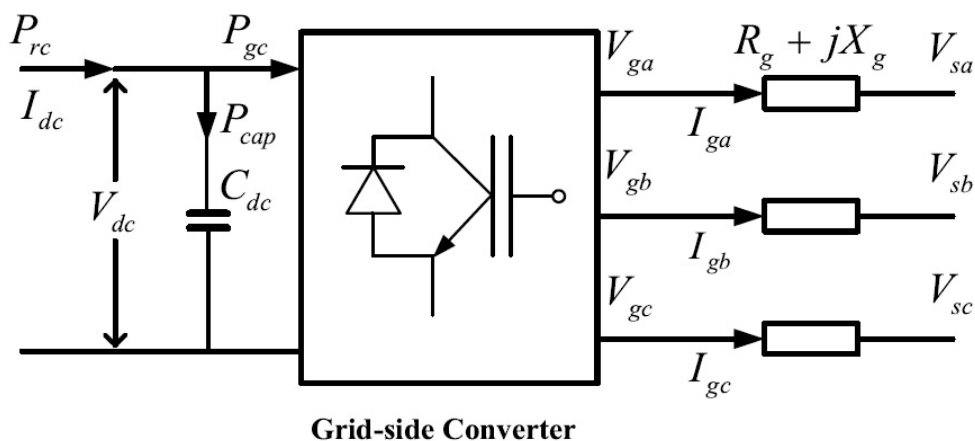 P_rc
P_gc
V_ga
R_g + jX_g
V_sa
I_dc
P_cap
I_ga
C_dc
V_gb
V_sb
V_dc
I_gb
V_gc
V_sc
I_gc
Grid-side Converter